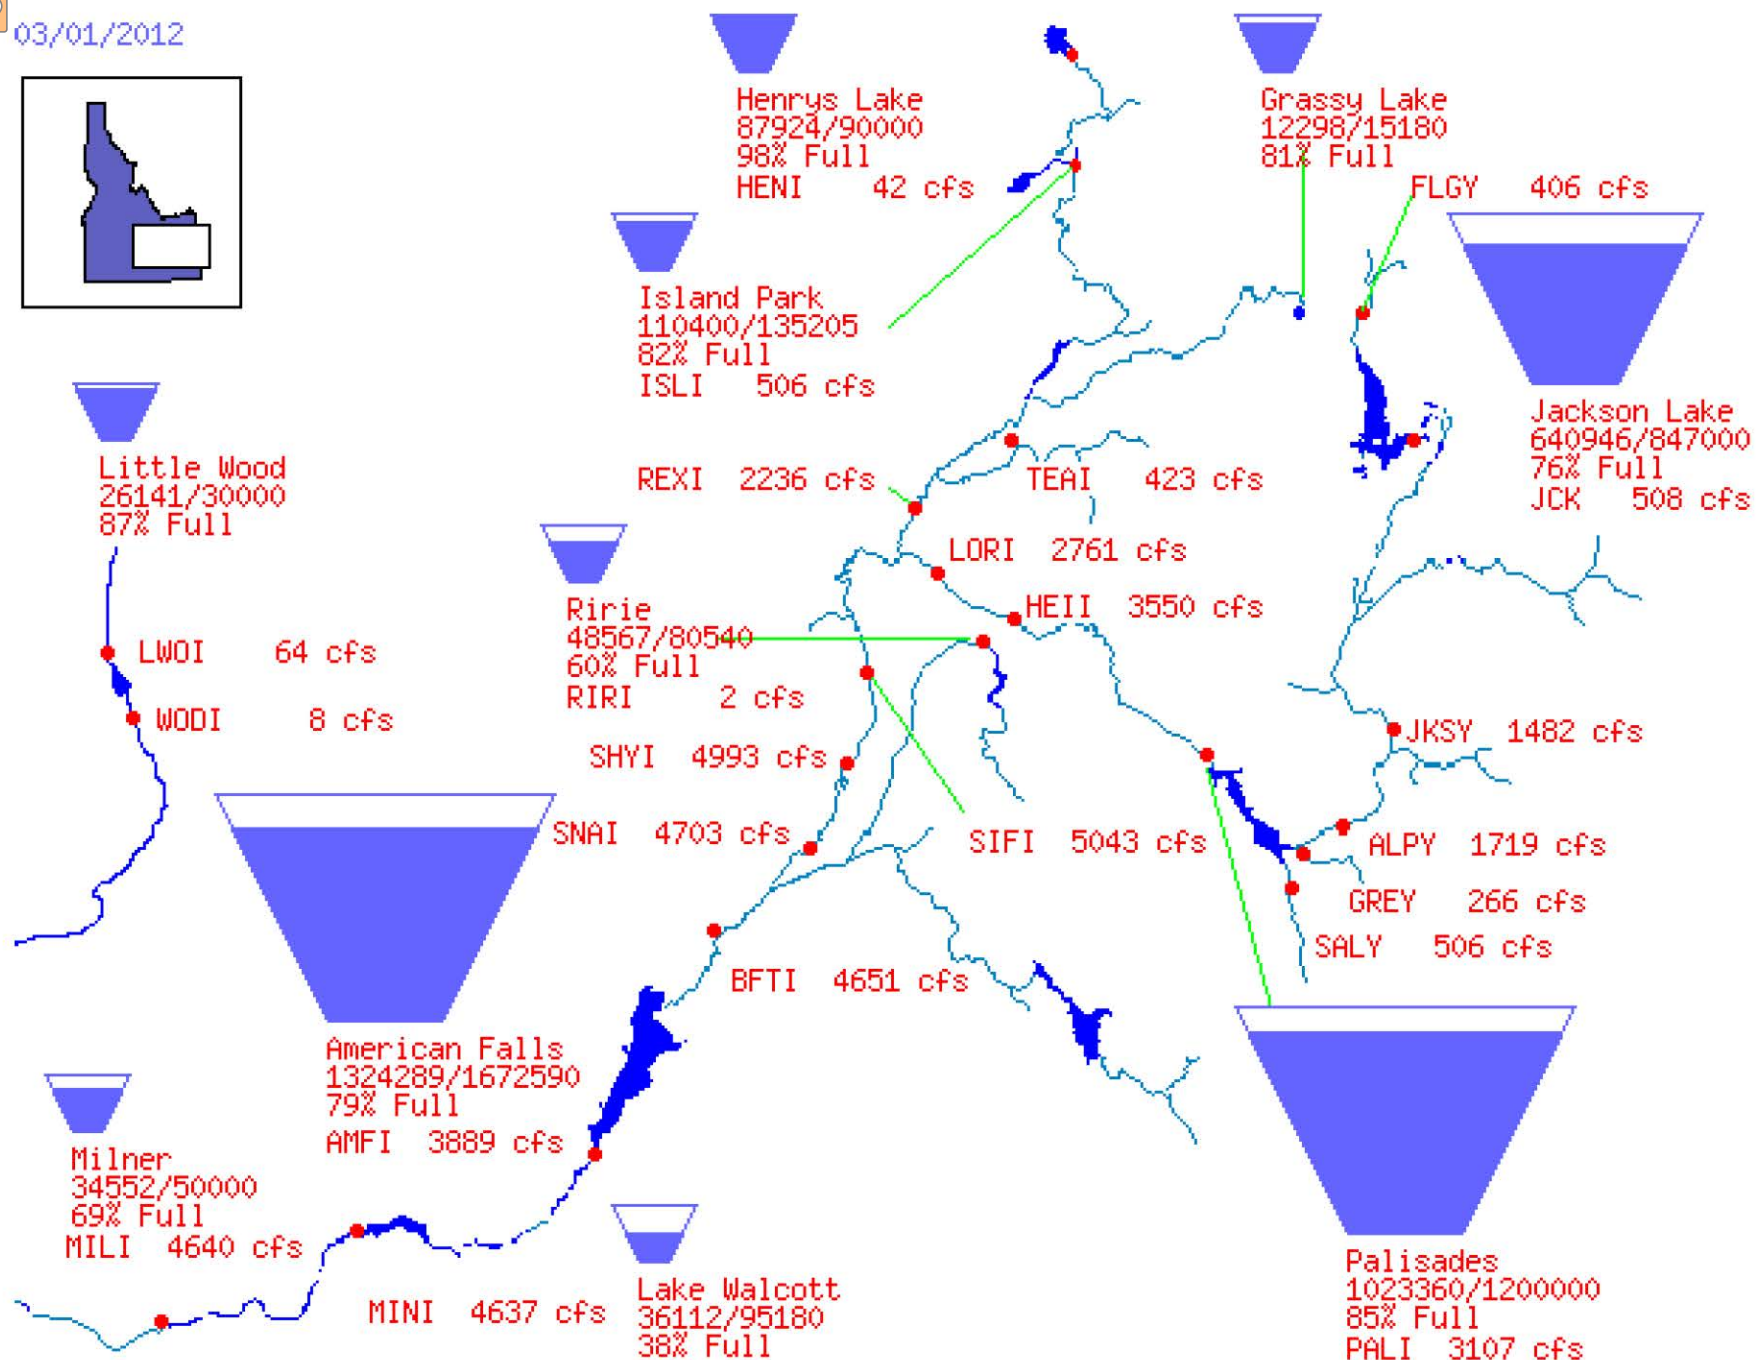 03/01/2012
Henrys Lake
87924/90000
98% Full
HENI 42 cfs
Grassy Lake
12298/15180
81% Full
FLGY 406 cfs
Island Park
110400/135205
82% Full
ISLI 506 cfs
Jackson Lake
640946/847000
76% Full
JCK 508 cfs
Little Wood
26141/30000
87% Full
REXI 2236 cfs
TEAI 423 cfs
LORI 2761 cfs
HEII 3550 cfs
Ririe
48567/80540
60% Full
RIRI 2 cfs
LWOI 64 cfs
WODI 8 cfs
JKSY 1482 cfs
SHYI 4993 cfs
SNAI 4703 cfs
SIFI 5043 cfs
ALPY 1719 cfs
GREY 266 cfs
SALY 506 cfs
BFTI 4651 cfs
American Falls
1324289/1672590
79% Full
AMFI 3889 cfs
Milner
34552/50000
69% Full
MILI 4640 cfs
MINI 4637 cfs
Lake Walcott
36112/95180
38% Full
Palisades
1023360/1200000
85% Full
PALI 3107 cfs